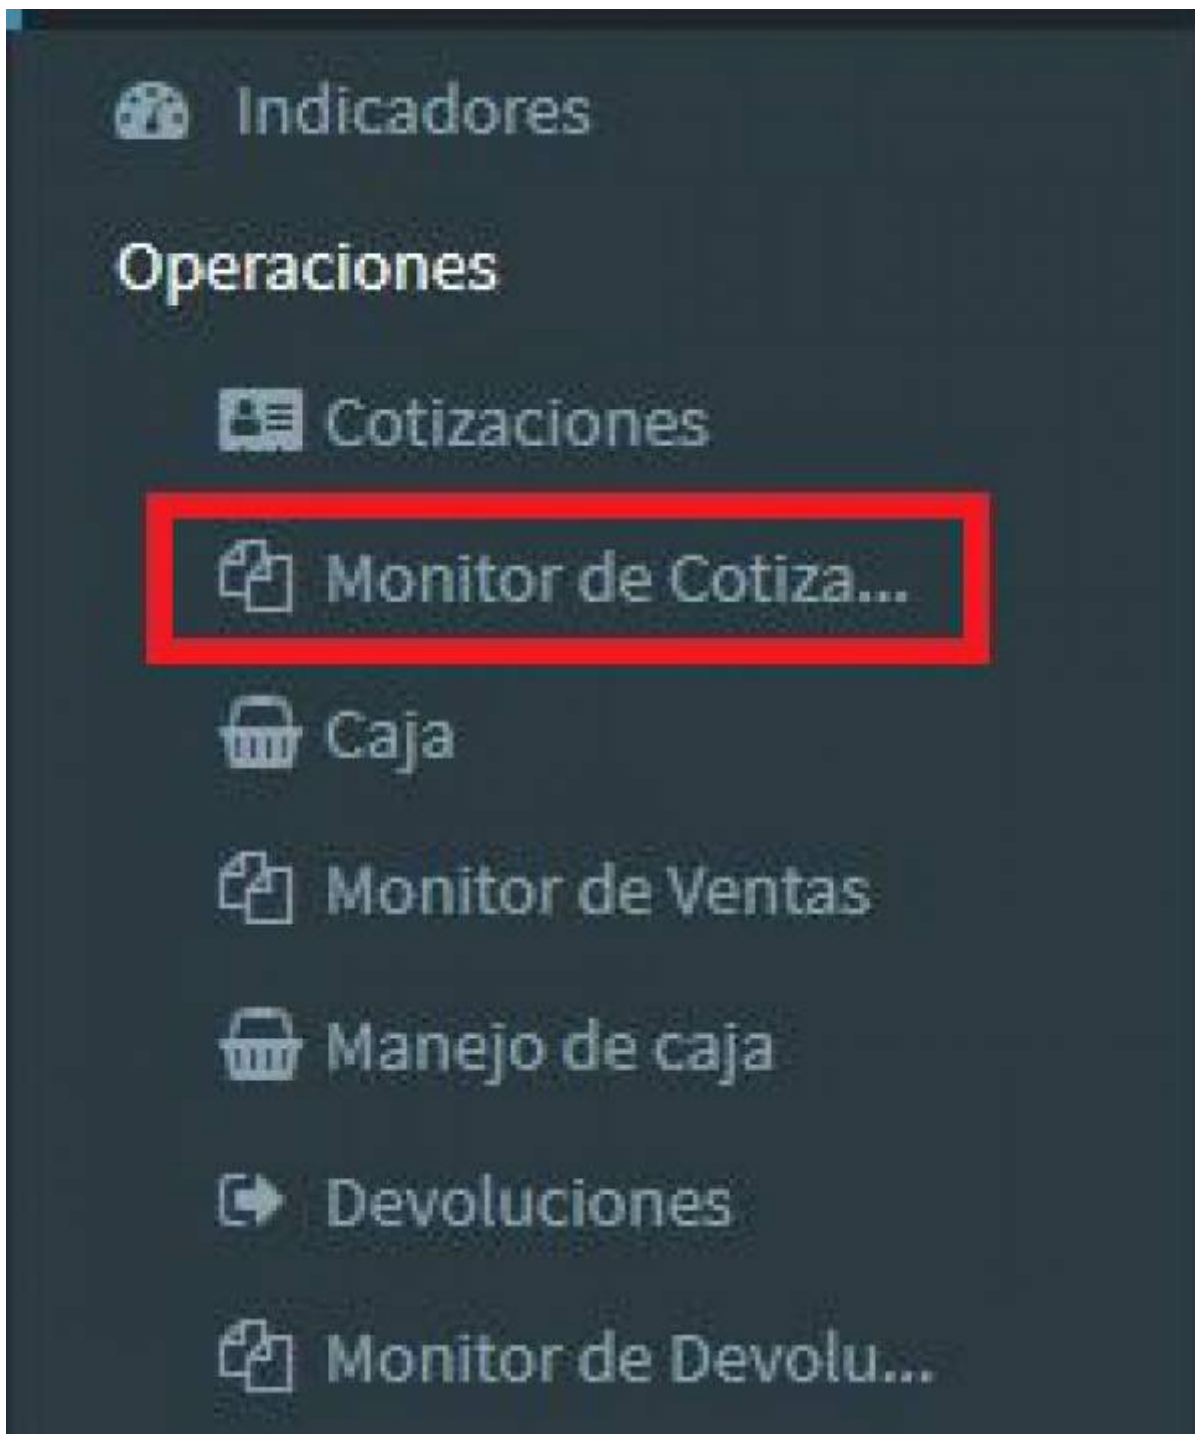 Indicadores
Operaciones
Cotizaciones
Monitor de Cotiza...
Caja
Monitor de Ventas
Manejo de caja
Devoluciones
Monitor de Devolu...